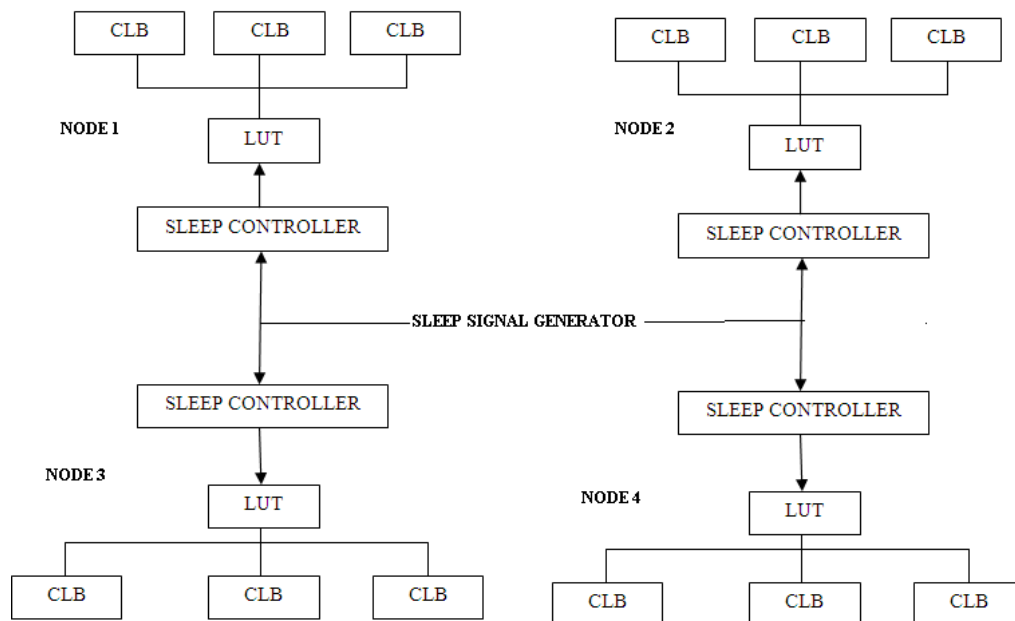 CLB CLB CLB
CLB CLB CLB
NODE 1
NODE 2
LUT
LUT
SLEEP CONTROLLER
SLEEP CONTROLLER
SLEEP SIGNAL GENERATOR
SLEEP CONTROLLER
SLEEP CONTROLLER
NODE 3
NODE 4
LUT
LUT
CLB CLB CLB
CLB CLB CLB